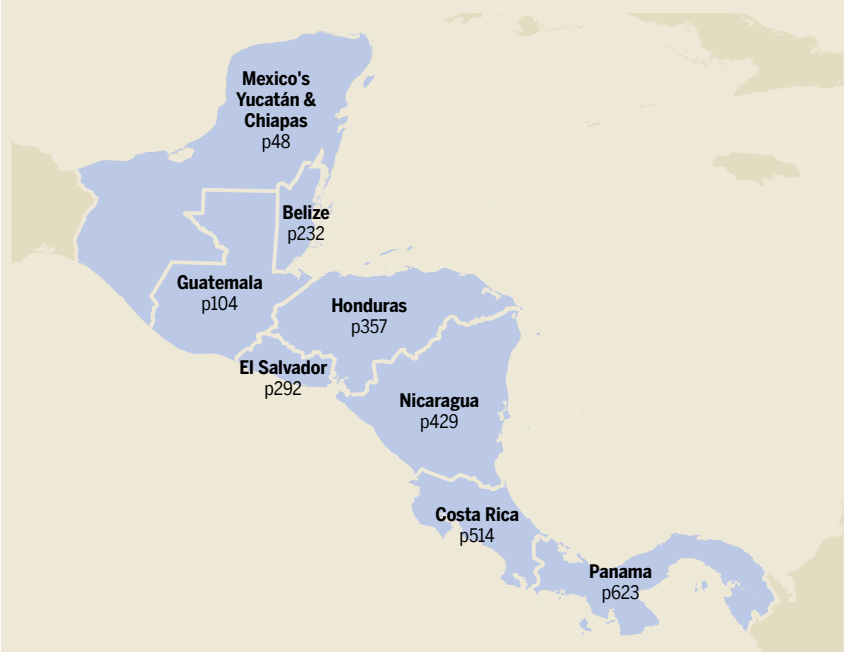 Mexico's
Yucatán &
Chiapas
p48
Belize
p232
Guatemala
p104
Honduras
p357
El Salvador
p292
Nicaragua
p429
Costa Rica
p514
Panama
p623